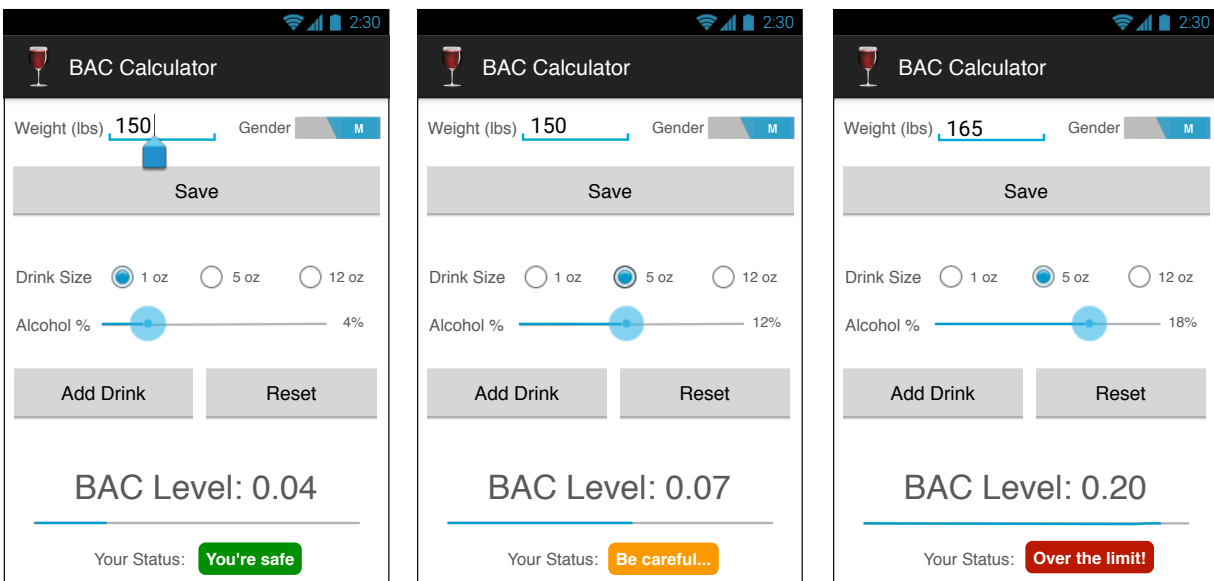 2:30
BAC Calculator
Weight (lbs) 150 Gender M
Save
Drink Size 1 oz 5 oz 12 oz
Alcohol % 4%
Add Drink Reset
BAC Level: 0.04
Your Status: You're safe
2:30
BAC Calculator
Weight (lbs) 150 Gender M
Save
Drink Size 1 oz 5 oz 12 oz
Alcohol % 12%
Add Drink Reset
BAC Level: 0.07
Your Status: Be careful...
2:30
BAC Calculator
Weight (lbs) 165 Gender M
Save
Drink Size 1 oz 5 oz 12 oz
Alcohol % 18%
Add Drink Reset
BAC Level: 0.20
Your Status: Over the limit!